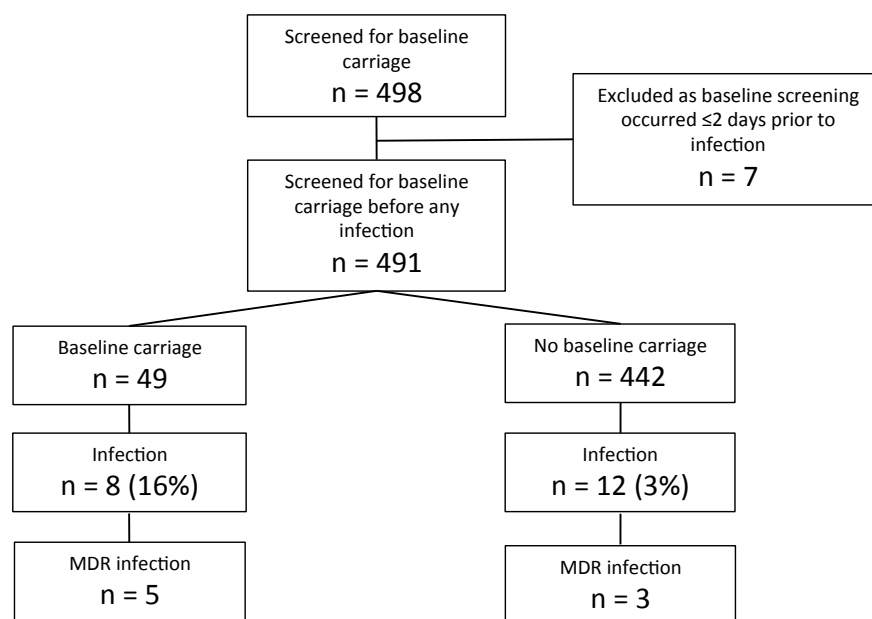 Screened for baseline
carriage
n = 498
Excluded as baseline screening
occurred ≤2 days prior to
infection
n = 7
Screened for baseline
carriage before any
infection
n = 491
Baseline carriage
n = 49
No baseline carriage
n = 442
Infection
n = 8 (16%)
Infection
n = 12 (3%)
MDR infection
n = 5
MDR infection
n = 3